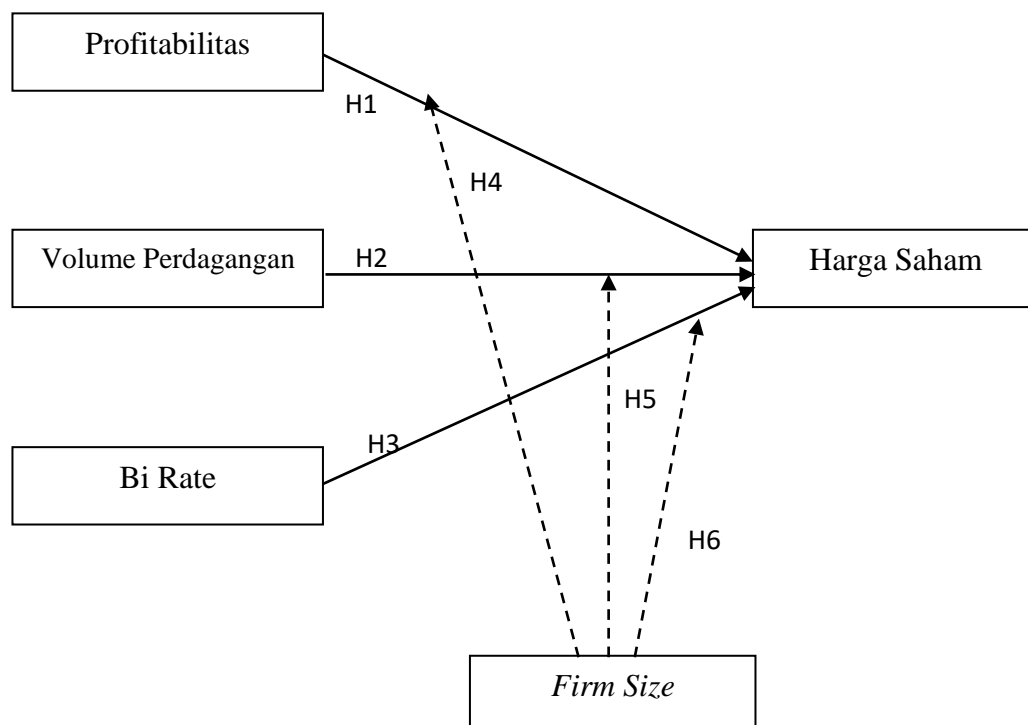 Profitabilitas
H1
H4
Volume Perdagangan
H2
Harga Saham
H5
H3
Bi Rate
H6
Firm Size